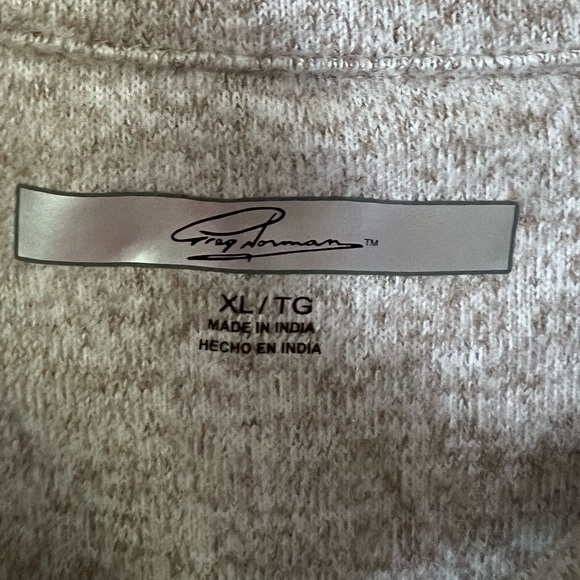 Greg Norman™
XL / TG
MADE IN INDIA
HECHO EN INDIA